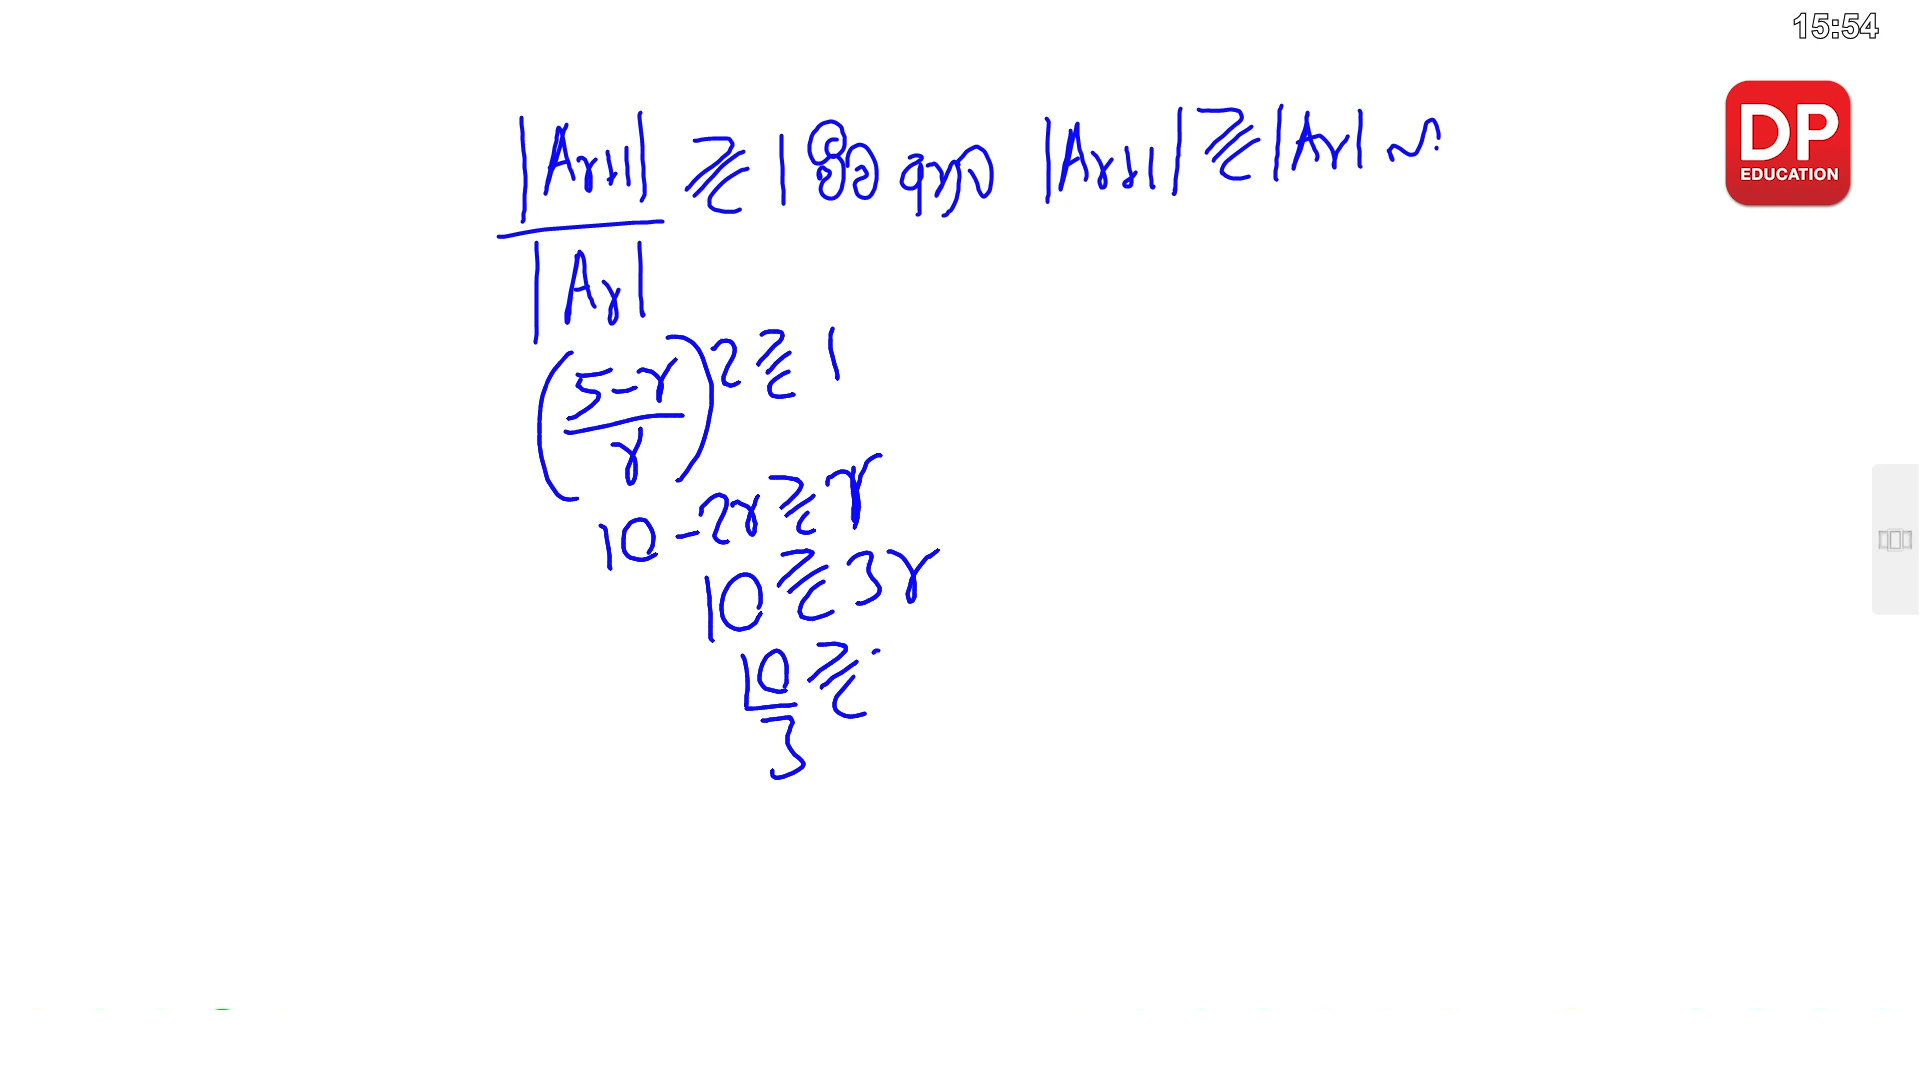 15:54
DP
EDUCATION
|Ar+1| / |Ar| ⋛ 1 |Ar+1| ⋛ |Ar|
((5-r)/r) 2 ⋛ 1
10 - 2r ⋛ r
10 ⋛ 3r
10/3 ⋛